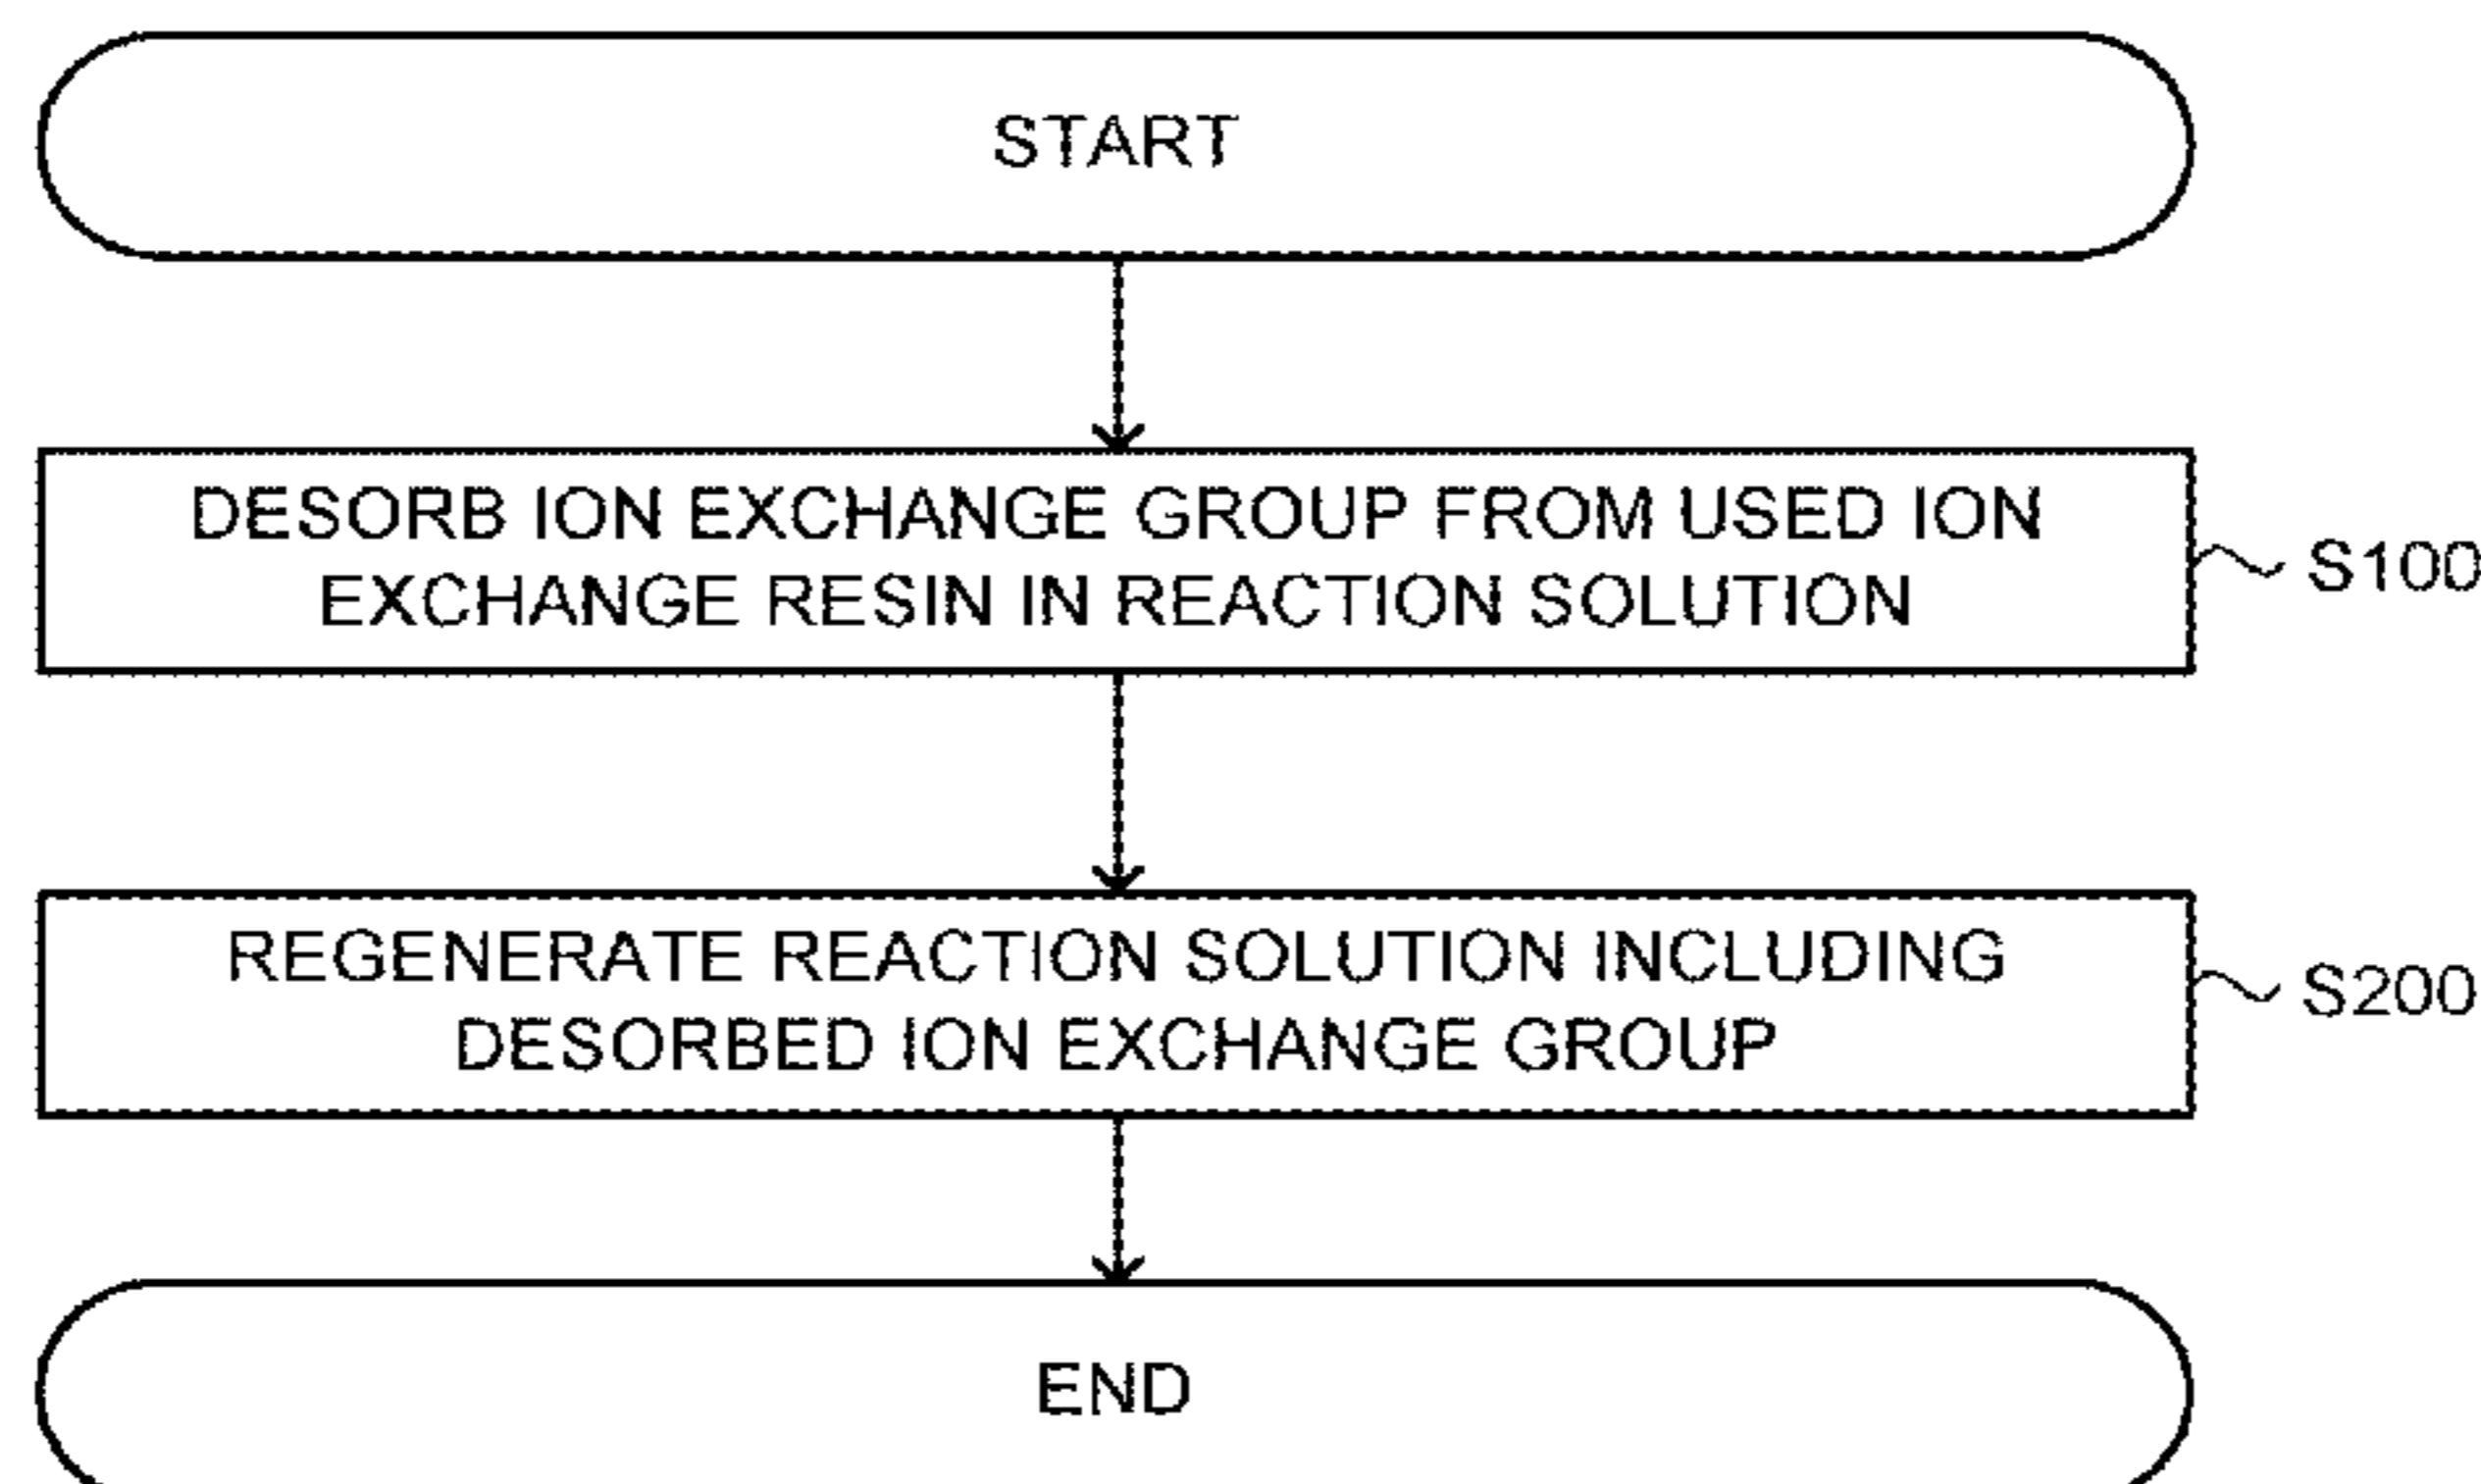 START
DESORB ION EXCHANGE GROUP FROM USED ION
EXCHANGE RESIN IN REACTION SOLUTION
S100
REGENERATE REACTION SOLUTION INCLUDING
DESORBED ION EXCHANGE GROUP
S200
END